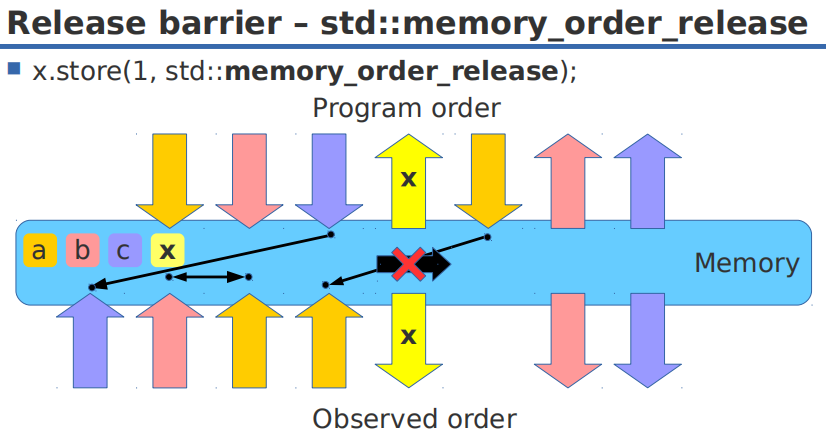 Release barrier – std::memory_order_release
x.store(1, std::memory_order_release);
Program order
x
a b c x
Memory
x
Observed order